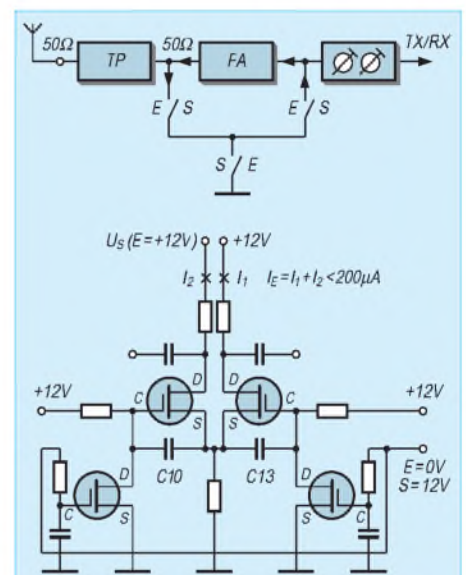 50Ω 50Ω TX/RX
TP FA
E S E S
S E
U_S (E=+12V) +12V
I_2 I_1 I_E=I_1+I_2<200µA
D D
+12V C C +12V
S S
D C10 C13 D
E=0V
S=12V
C S S C